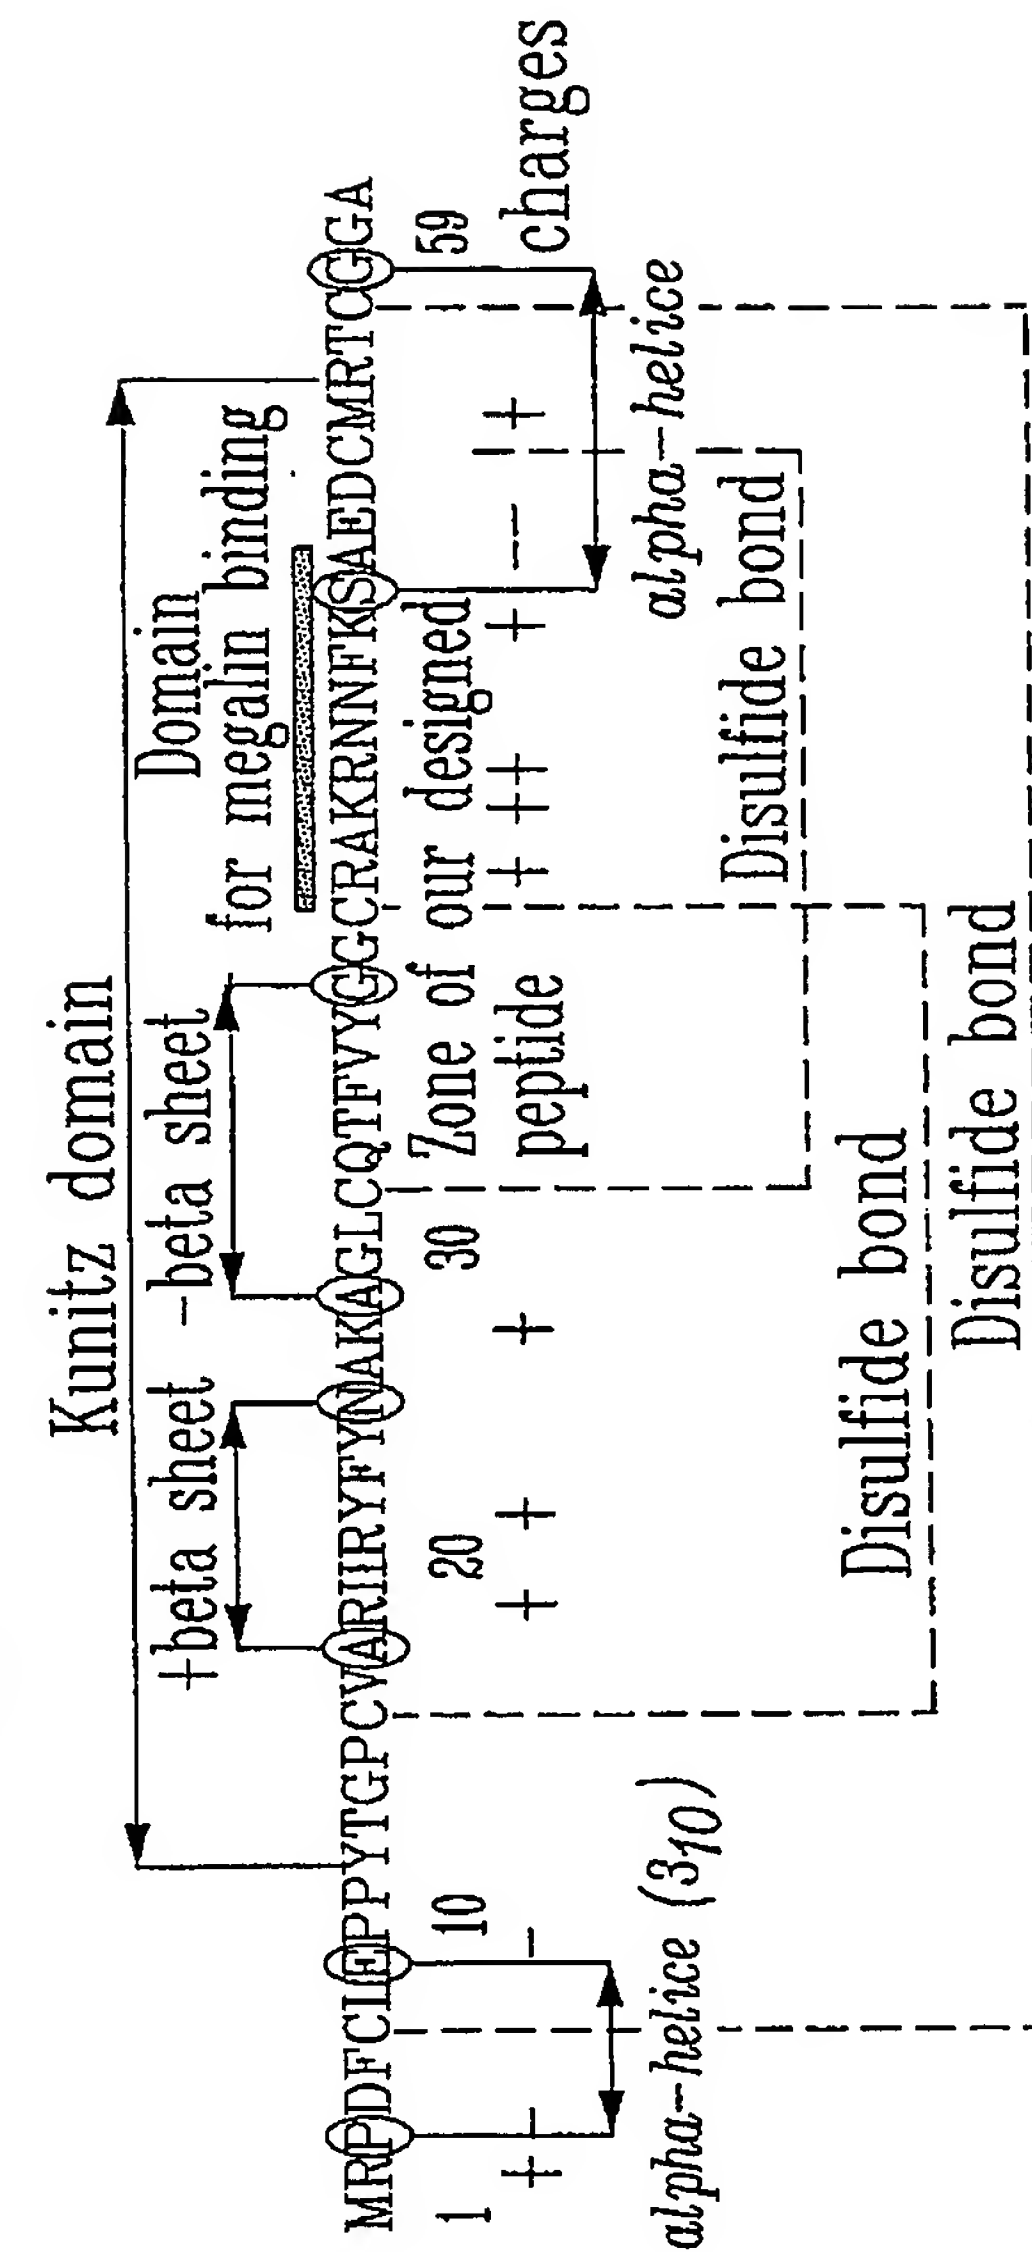 Kunitz domain
Domain
+beta sheet -beta sheet for megalin binding
MRPDFCIEPPYTGPCVARIIRYFYNAKAGLCQTFVYGGCRAKRNNFKSAEDCMRTCGGA
1 10 20 30 Zone of our designed 59
+ - - + + + peptide + ++ + -- + charges
alpha-helice (3₁₀) alpha-helice
Disulfide bond
Disulfide bond
Disulfide bond